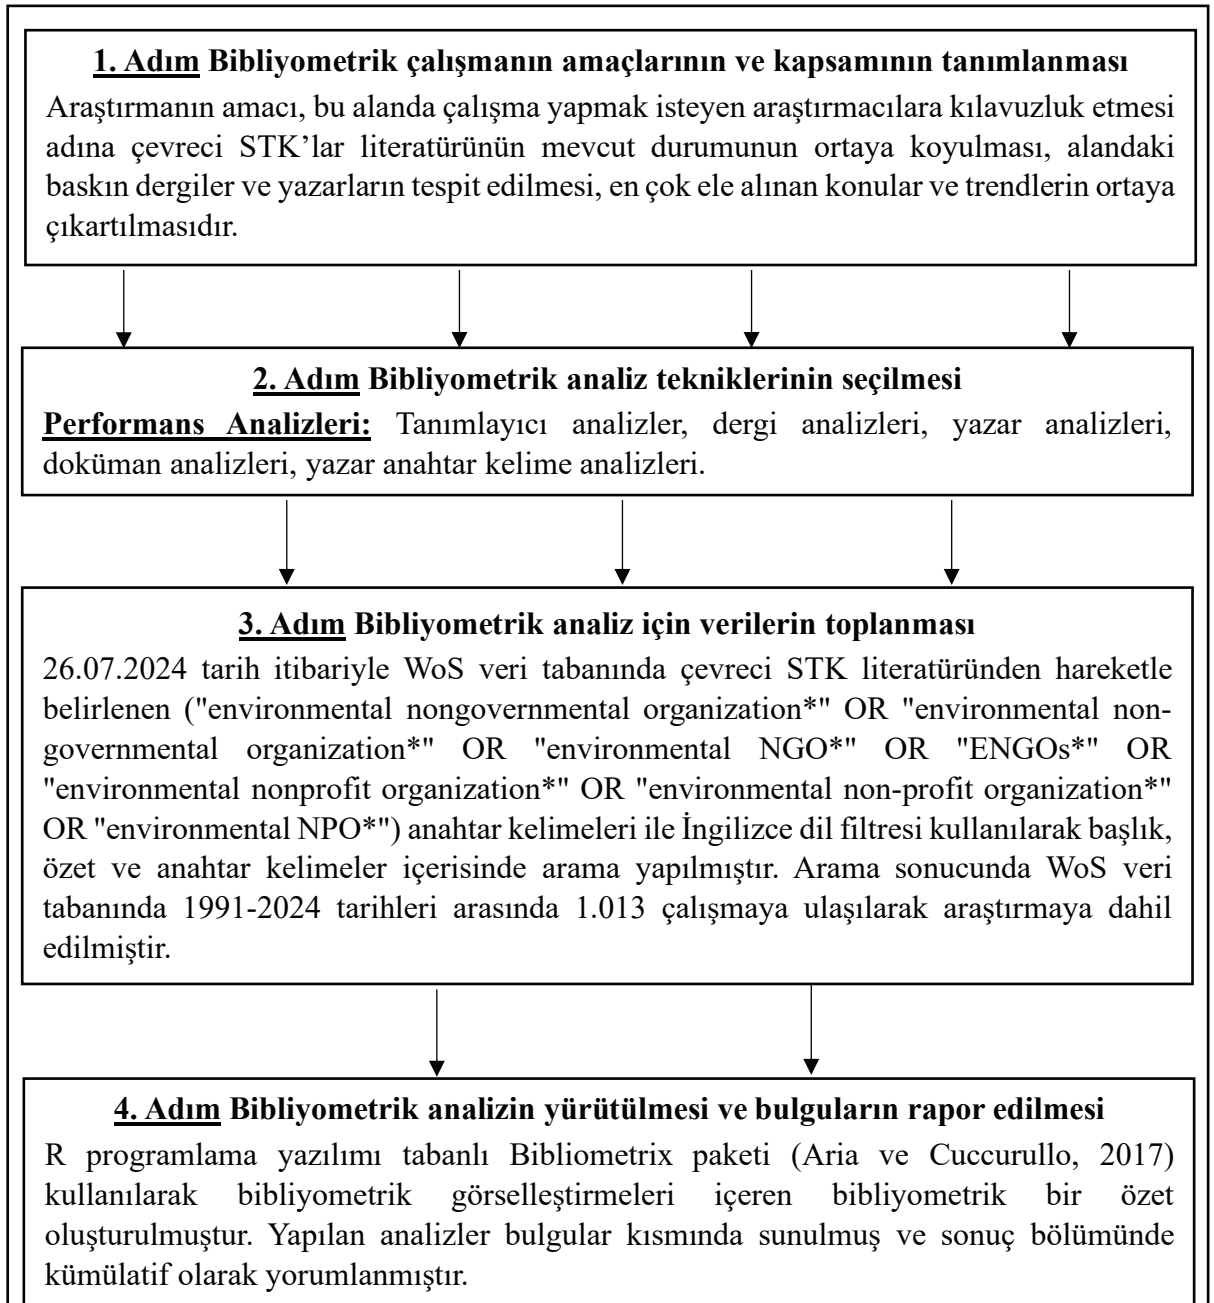 1. Adım Bibliyometrik çalışmanın amaçlarının ve kapsamının tanımlanması
Araştırmanın amacı, bu alanda çalışma yapmak isteyen araştırmacılara kılavuzluk etmesi
adına çevreci STK’lar literatürünün mevcut durumunun ortaya koyulması, alandaki
baskın dergiler ve yazarların tespit edilmesi, en çok ele alınan konular ve trendlerin ortaya
çıkartılmasıdır.
2. Adım Bibliyometrik analiz tekniklerinin seçilmesi
Performans Analizleri: Tanımlayıcı analizler, dergi analizleri, yazar analizleri,
doküman analizleri, yazar anahtar kelime analizleri.
3. Adım Bibliyometrik analiz için verilerin toplanması
26.07.2024 tarih itibariyle WoS veri tabanında çevreci STK literatüründen hareketle
belirlenen ("environmental nongovernmental organization*" OR "environmental non-
governmental organization*" OR "environmental NGO*" OR "ENGOs*" OR
"environmental nonprofit organization*" OR "environmental non-profit organization*"
OR "environmental NPO*") anahtar kelimeleri ile İngilizce dil filtresi kullanılarak başlık,
özet ve anahtar kelimeler içerisinde arama yapılmıştır. Arama sonucunda WoS veri
tabanında 1991-2024 tarihleri arasında 1.013 çalışmaya ulaşılarak araştırmaya dahil
edilmiştir.
4. Adım Bibliyometrik analizin yürütülmesi ve bulguların rapor edilmesi
R programlama yazılımı tabanlı Bibliometrix paketi (Aria ve Cuccurullo, 2017)
kullanılarak bibliyometrik görselleştirmeleri içeren bibliyometrik bir özet
oluşturulmuştur. Yapılan analizler bulgular kısmında sunulmuş ve sonuç bölümünde
kümülatif olarak yorumlanmıştır.